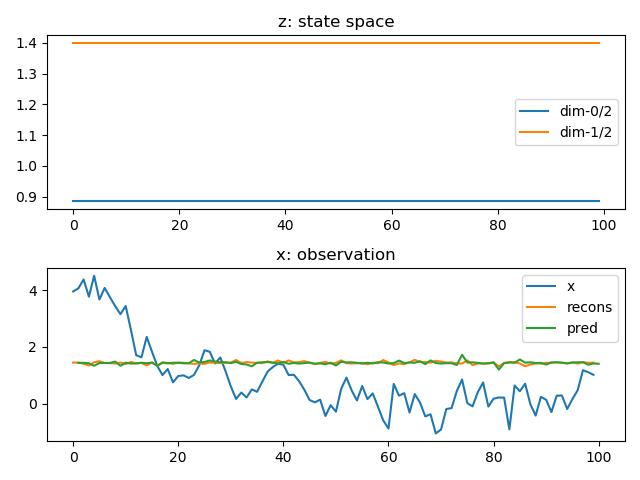 z: state space
1.4
1.3
1.2
1.1
1.0
0.9
dim-0/2
dim-1/2
0 20 40 60 80 100
x: observation
4
2
0
x
recons
pred
0 20 40 60 80 100